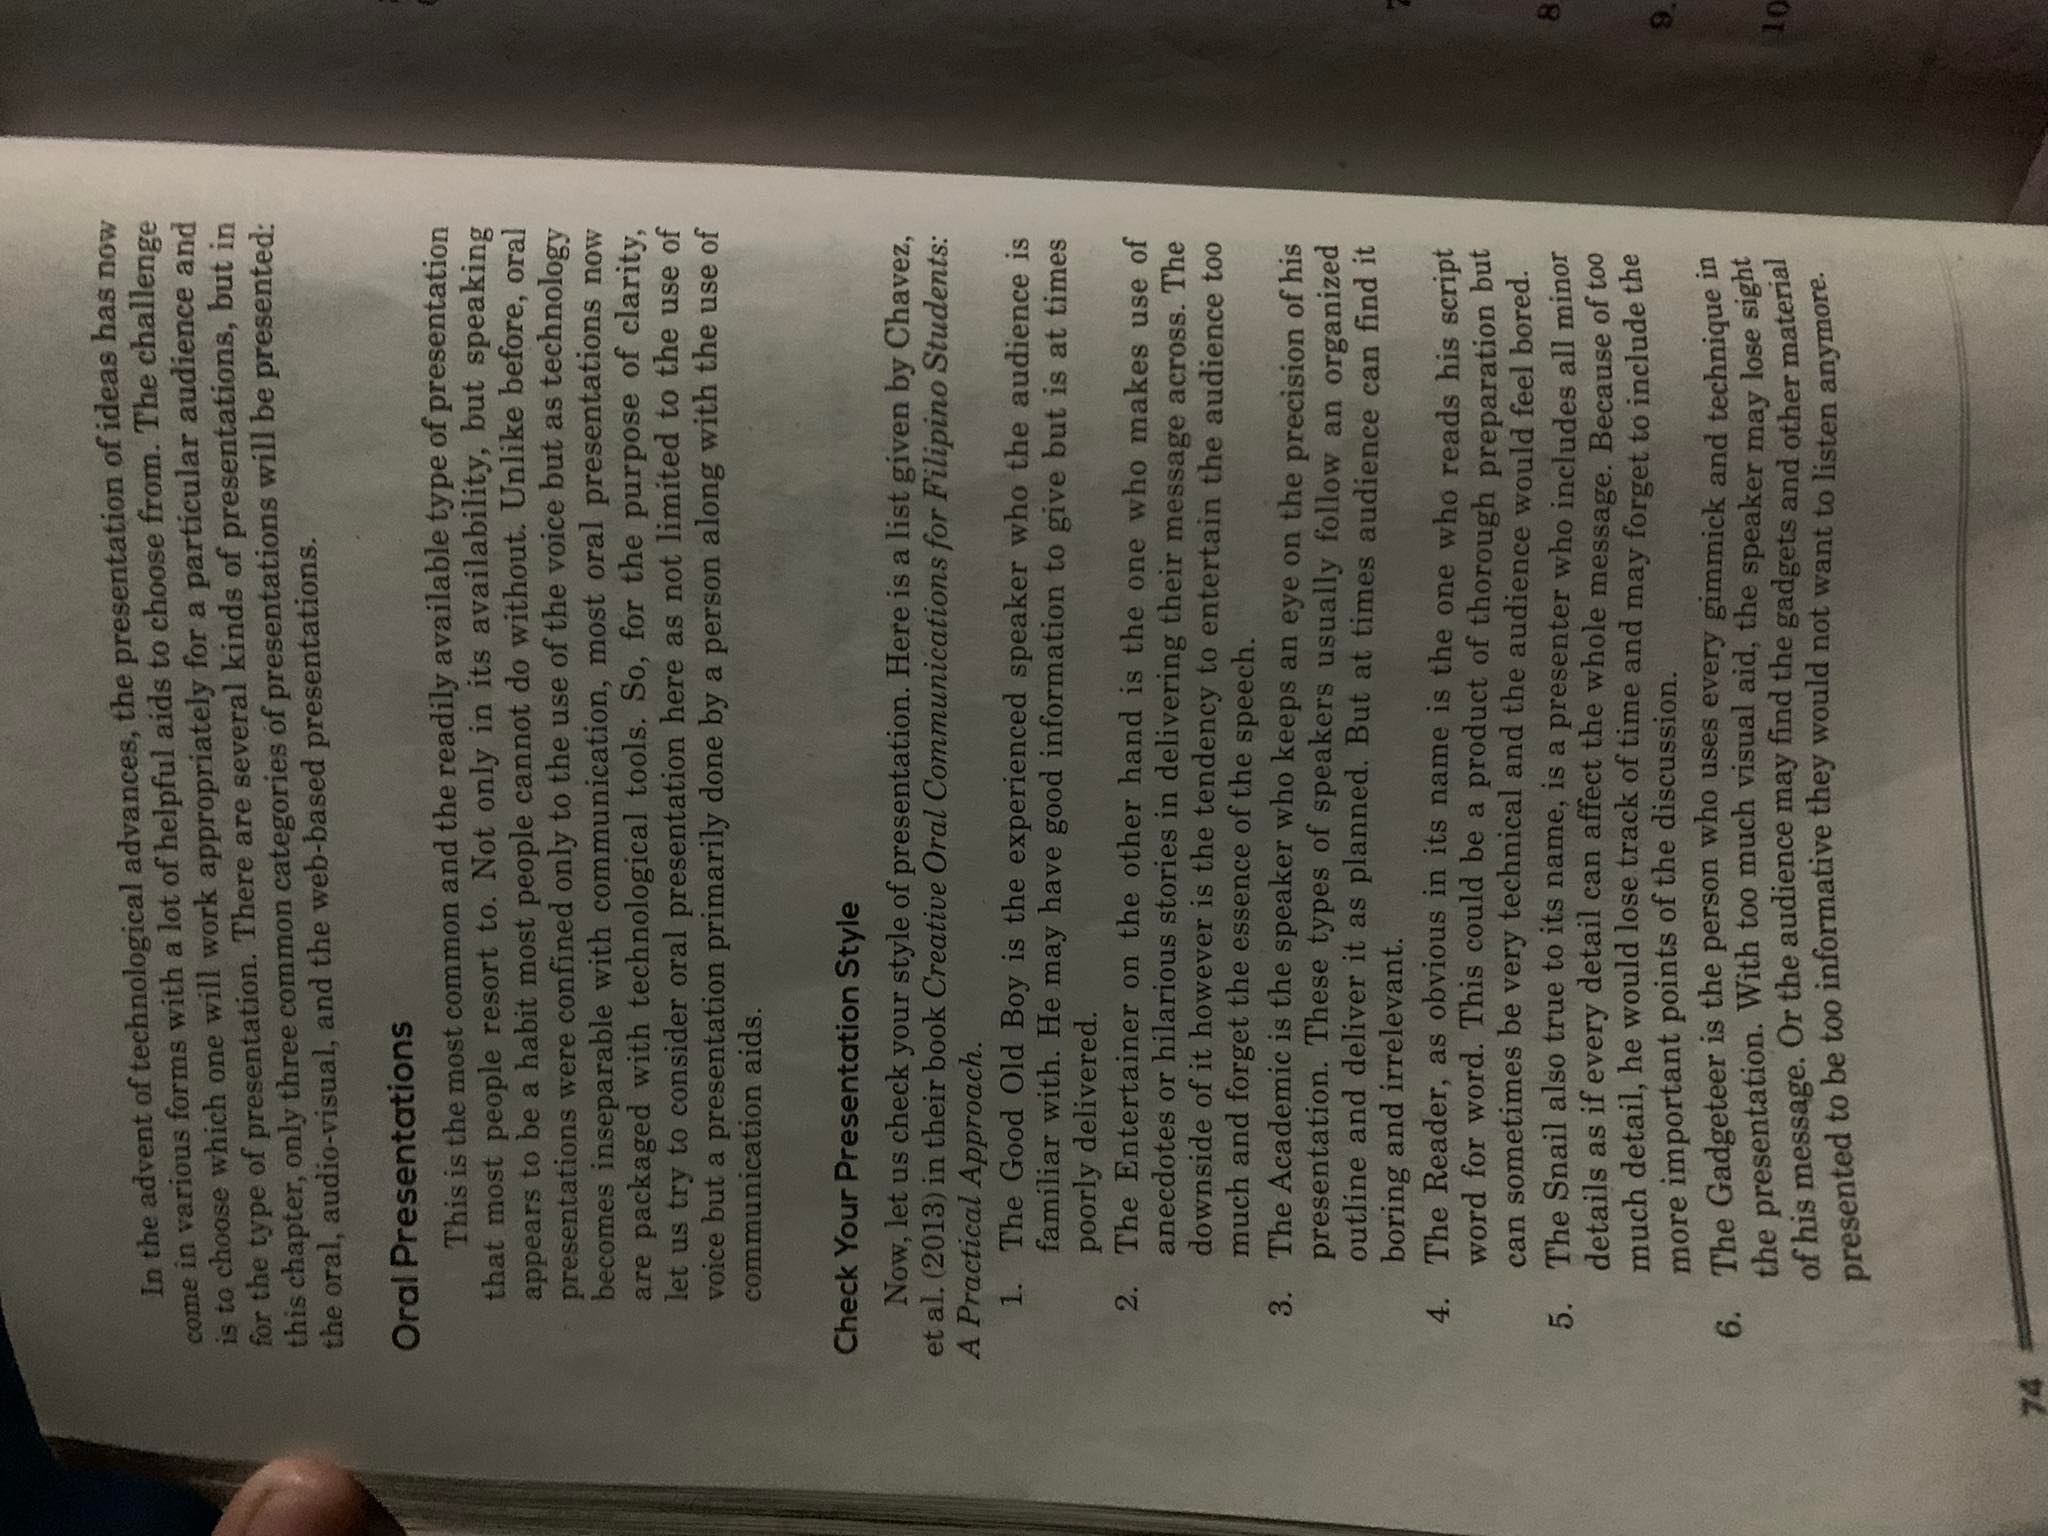 In the advent of technological advances, the presentation of ideas has now
come in various forms with a lot of helpful aids to choose from. The challenge
is to choose which one will work appropriately for a particular audience and
for the type of presentation. There are several kinds of presentations, but in
this chapter, only three common categories of presentations will be presented:
the oral, audio-visual, and the web-based presentations.
Oral Presentations
This is the most common and the readily available type of presentation
that most people resort to. Not only in its availability, but speaking
appears to be a habit most people cannot do without. Unlike before, oral
presentations were confined only to the use of the voice but as technology
becomes inseparable with communication, most oral presentations now
are packaged with technological tools. So, for the purpose of clarity,
let us try to consider oral presentation here as not limited to the use of
voice but a presentation primarily done by a person along with the use of
communication aids.
Check Your Presentation Style
Now, let us check your style of presentation. Here is a list given by Chavez,
et al. (2013) in their book Creative Oral Communications for Filipino Students:
A Practical Approach.
1. The Good Old Boy is the experienced speaker who the audience is
familiar with. He may have good information to give but is at times
poorly delivered.
2. The Entertainer on the other hand is the one who makes use of
anecdotes or hilarious stories in delivering their message across. The
downside of it however is the tendency to entertain the audience too
much and forget the essence of the speech.
3. The Academic is the speaker who keeps an eye on the precision of his
presentation. These types of speakers usually follow an organized
outline and deliver it as planned. But at times audience can find it
boring and irrelevant.
4. The Reader, as obvious in its name is the one who reads his script
word for word. This could be a product of thorough preparation but
can sometimes be very technical and the audience would feel bored.
5. The Snail also true to its name, is a presenter who includes all minor
details as if every detail can affect the whole message. Because of too
much detail, he would lose track of time and may forget to include the
more important points of the discussion.
6. The Gadgeteer is the person who uses every gimmick and technique in
the presentation. With too much visual aid, the speaker may lose sight
of his message. Or the audience may find the gadgets and other material
presented to be too informative they would not want to listen anymore.
74
8
9.
10